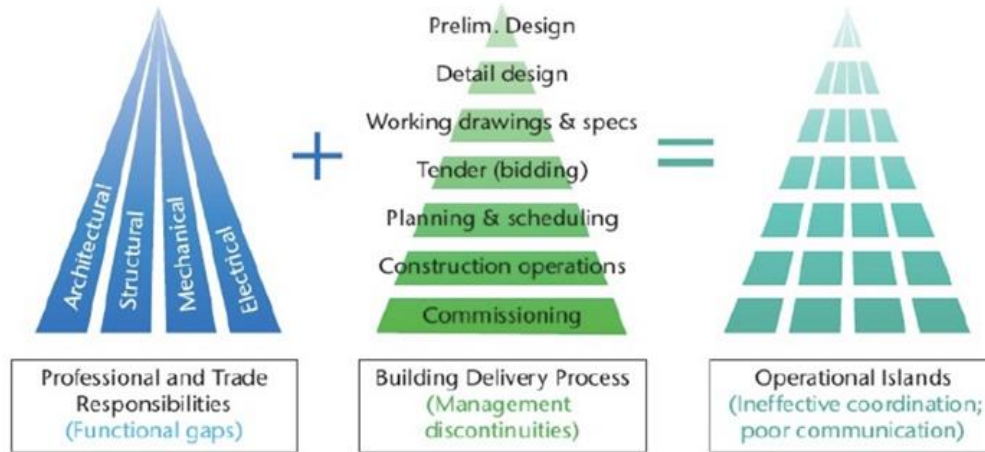 Architectural
Structural
Mechanical
Electrical
+
Prelim. Design
Detail design
Working drawings & specs
Tender (bidding)
Planning & scheduling
Construction operations
Commissioning
=
Professional and Trade
Responsibilities
(Functional gaps)
Building Delivery Process
(Management
discontinuities)
Operational Islands
(Ineffective coordination;
poor communication)